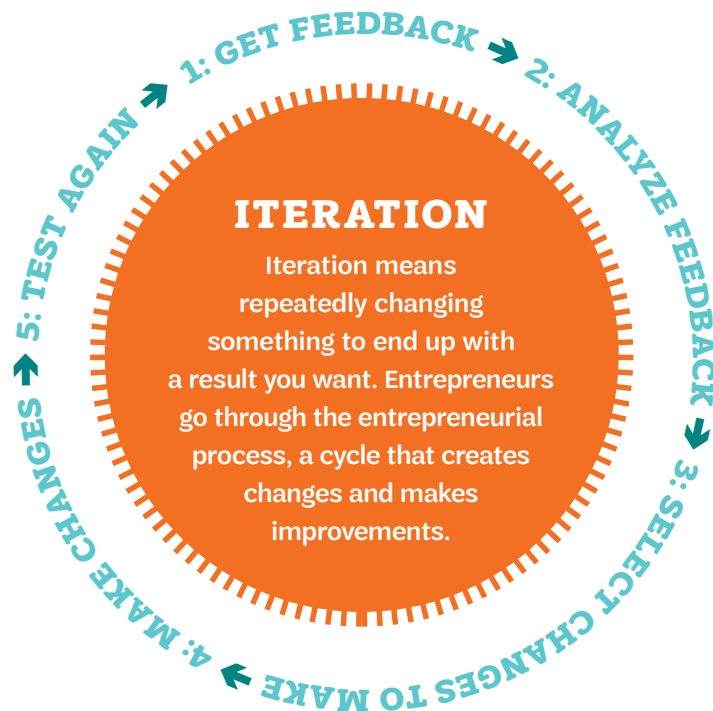 1: GET FEEDBACK
2: ANALYZE FEEDBACK
3: SELECT CHANGES TO MAKE
4: MAKE CHANGES
5: TEST AGAIN
ITERATION
Iteration means
repeatedly changing
something to end up with
a result you want. Entrepreneurs
go through the entrepreneurial
process, a cycle that creates
changes and makes
improvements.